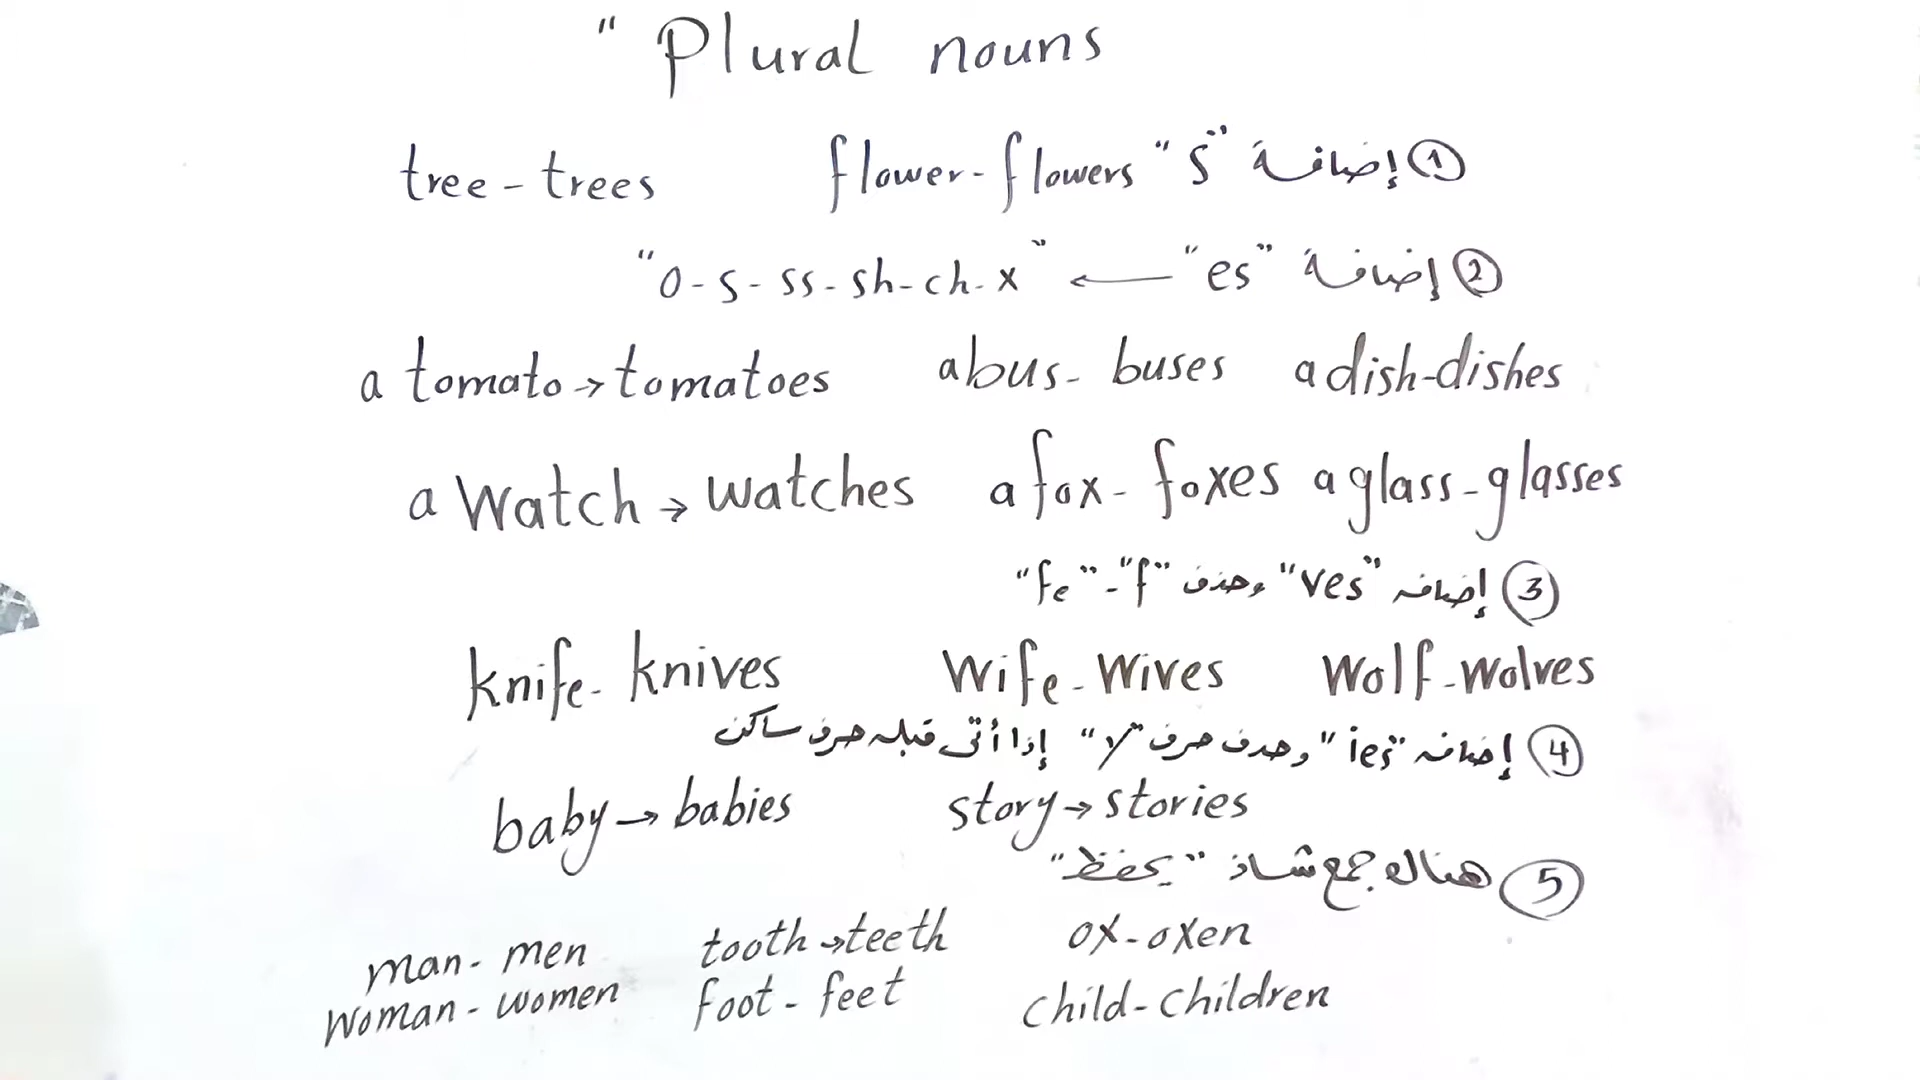 " Plural nouns
① إضافة "S" flower - flowers tree - trees
② إضافة "es" ← "o - s - ss - sh - ch - x"
a tomato → tomatoes a bus - buses a dish - dishes
a Watch → watches a fox - foxes a glass - glasses
③ إضافه "ves" وحذف "f" - "fe"
knife - knives Wife - Wives Wolf - wolves
④ إضافه "ies" وحدف حرف "y" إذا أتى قبله حرف ساكن
baby → babies story → stories
⑤ هناك جمع شاذ "يحفظ"
man - men tooth → teeth ox - oxen
woman - women foot - feet child - children